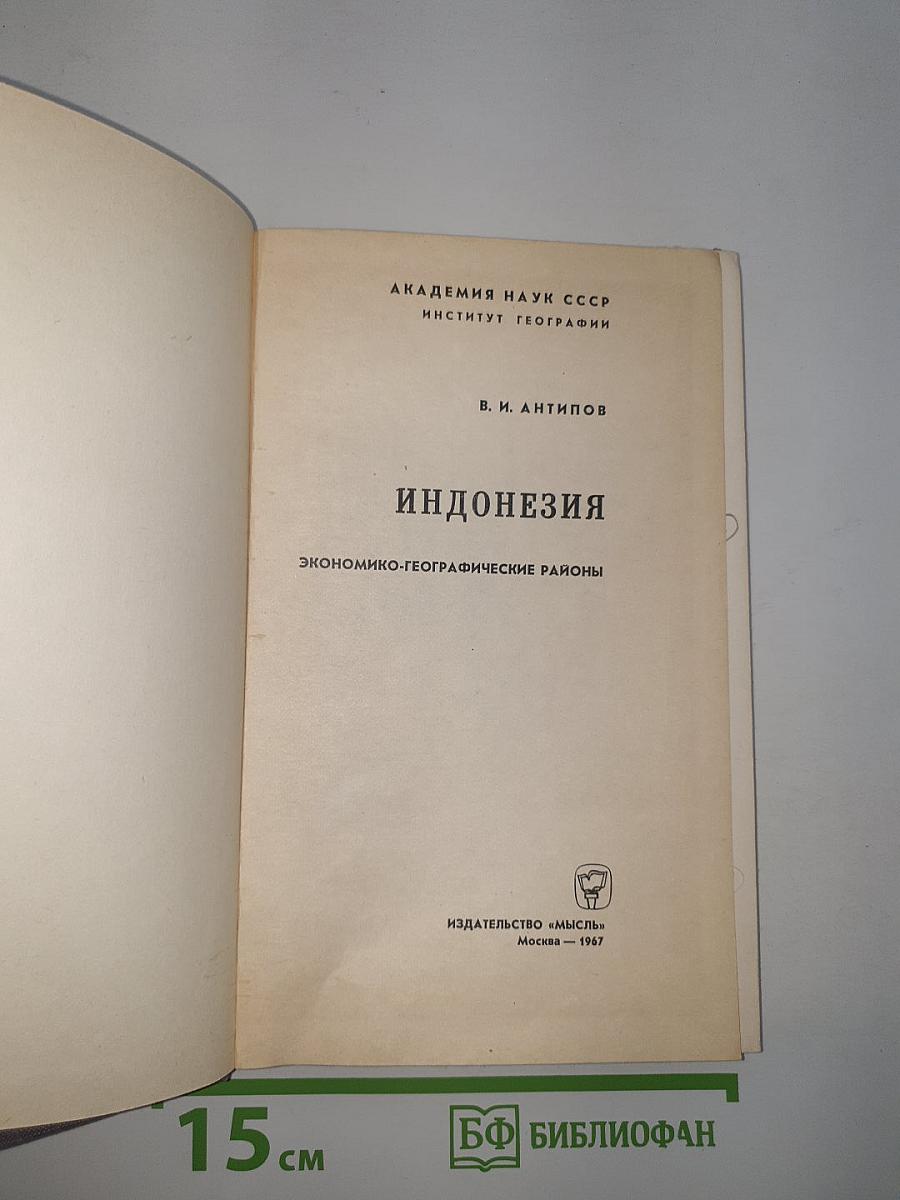 АКАДЕМИЯ НАУК СССР
ИНСТИТУТ ГЕОГРАФИИ
В. И. АНТИПОВ
ИНДОНЕЗИЯ
ЭКОНОМИКО-ГЕОГРАФИЧЕСКИЕ РАЙОНЫ
ИЗДАТЕЛЬСТВО «МЫСЛЬ»
Москва — 1967
15 см
БФ БИБЛИОФАН